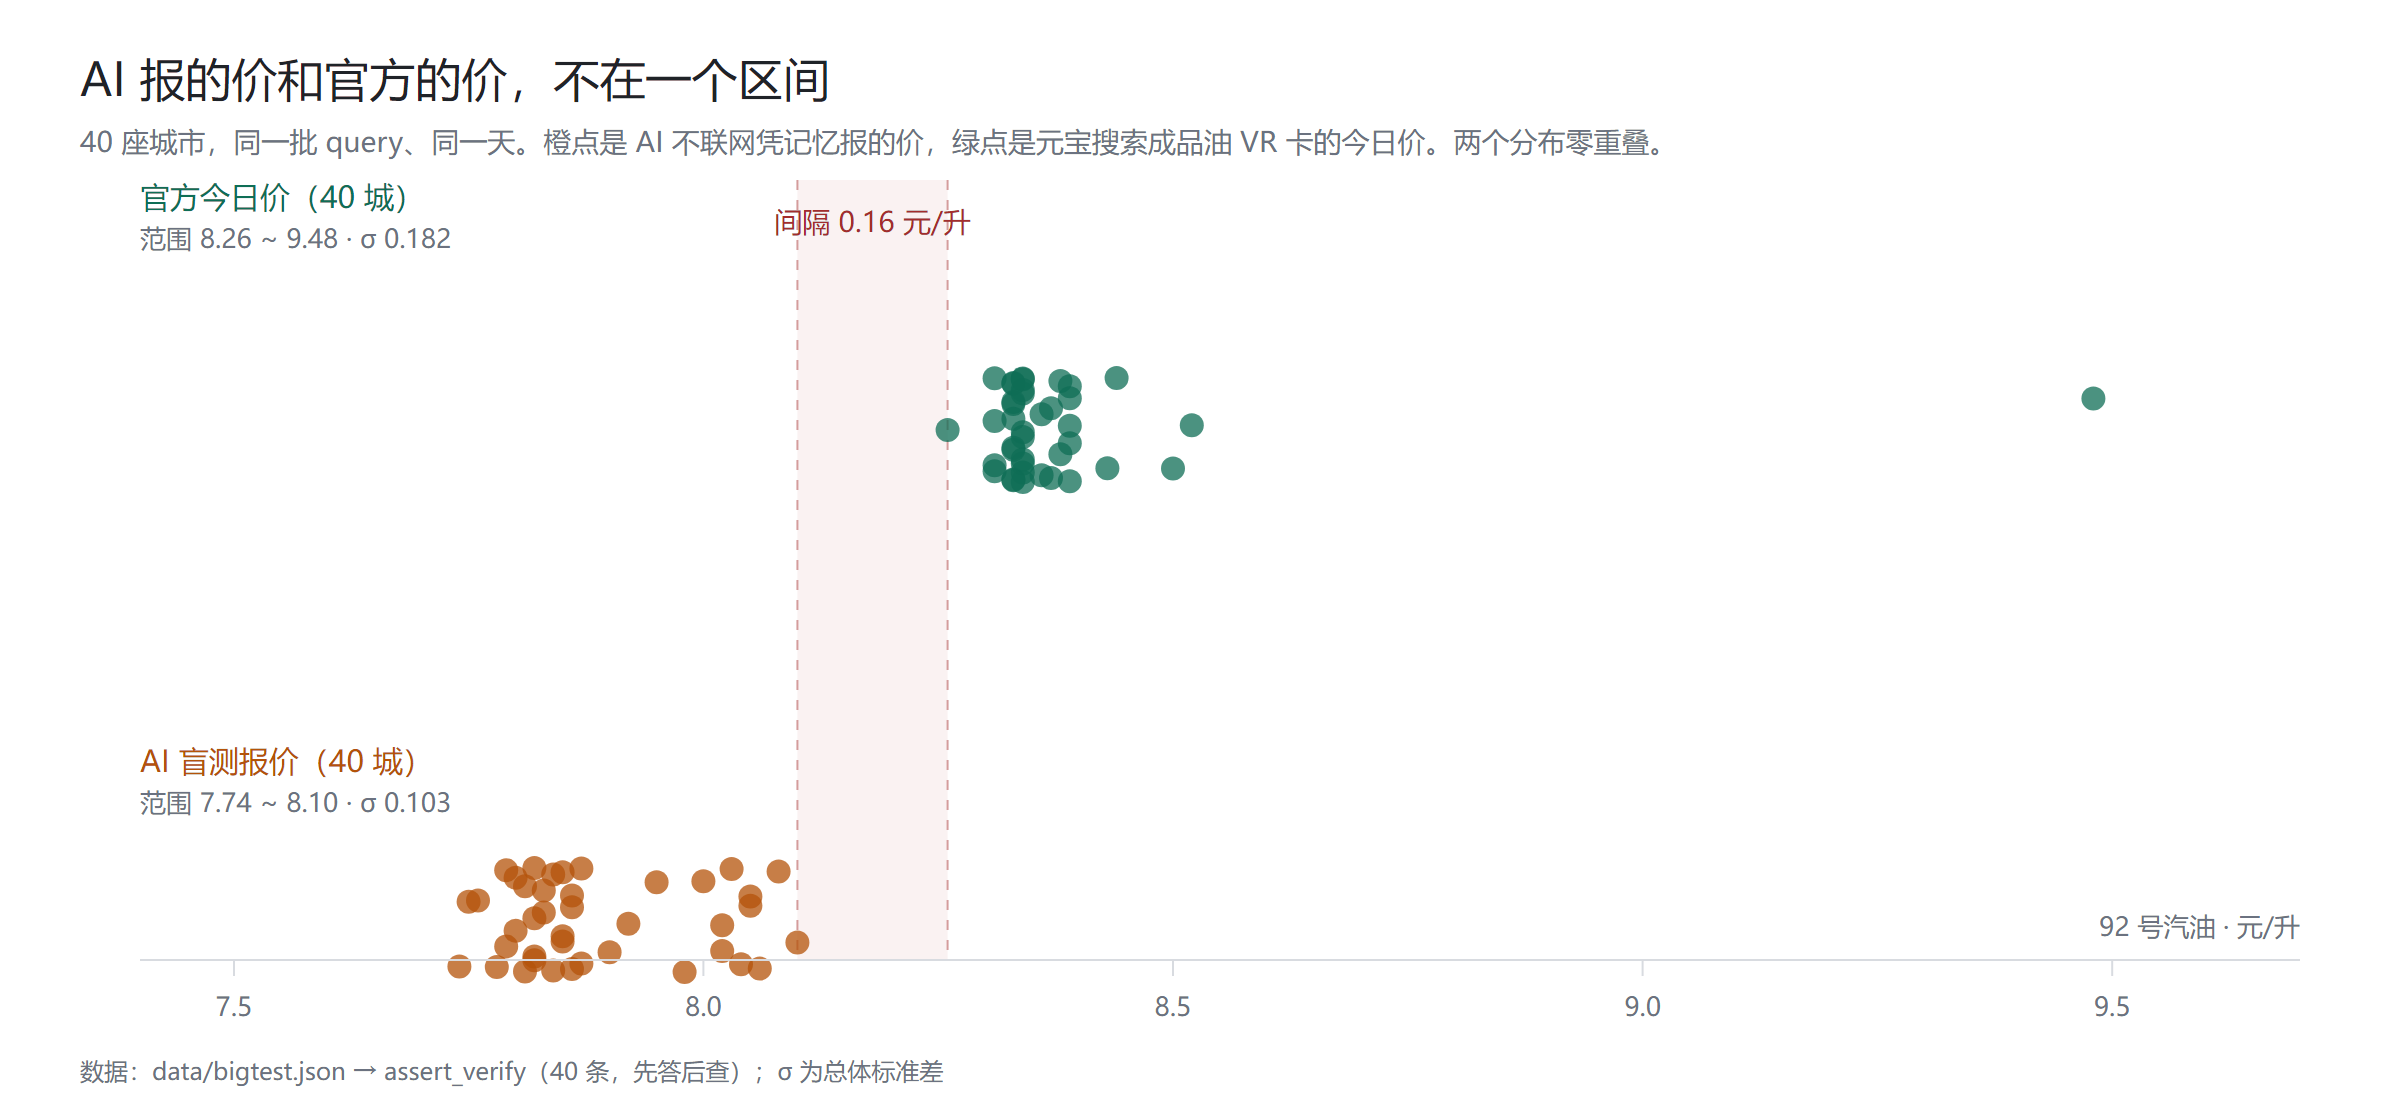 AI 报的价和官方的价，不在一个区间
40 座城市，同一批 query、同一天。橙点是 AI 不联网凭记忆报的价，绿点是元宝搜索成品油 VR 卡的今日价。两个分布零重叠。
官方今日价（40 城）
范围 8.26 ~ 9.48 · σ 0.182
间隔 0.16 元/升
AI 盲测报价（40 城）
范围 7.74 ~ 8.10 · σ 0.103
92 号汽油 · 元/升
7.5 8.0 8.5 9.0 9.5
数据：data/bigtest.json → assert_verify（40 条，先答后查）；σ 为总体标准差